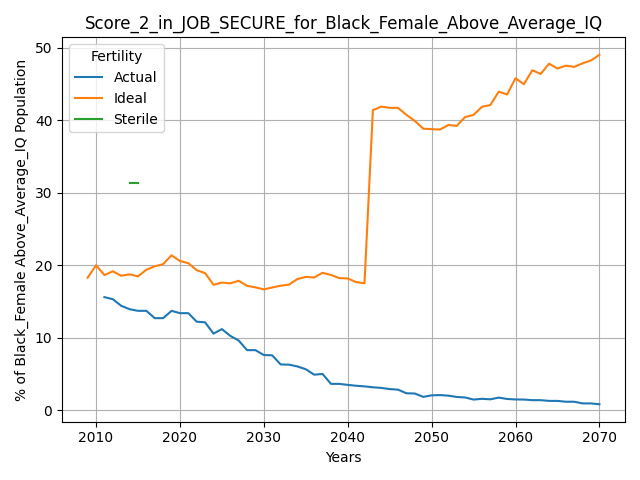 Score_2_in_JOB_SECURE_for_Black_Female_Above_Average_IQ
Fertility
Actual
Ideal
Sterile
% of Black_Female Above_Average_IQ Population
50
40
30
20
10
0
2010 2020 2030 2040 2050 2060 2070
Years